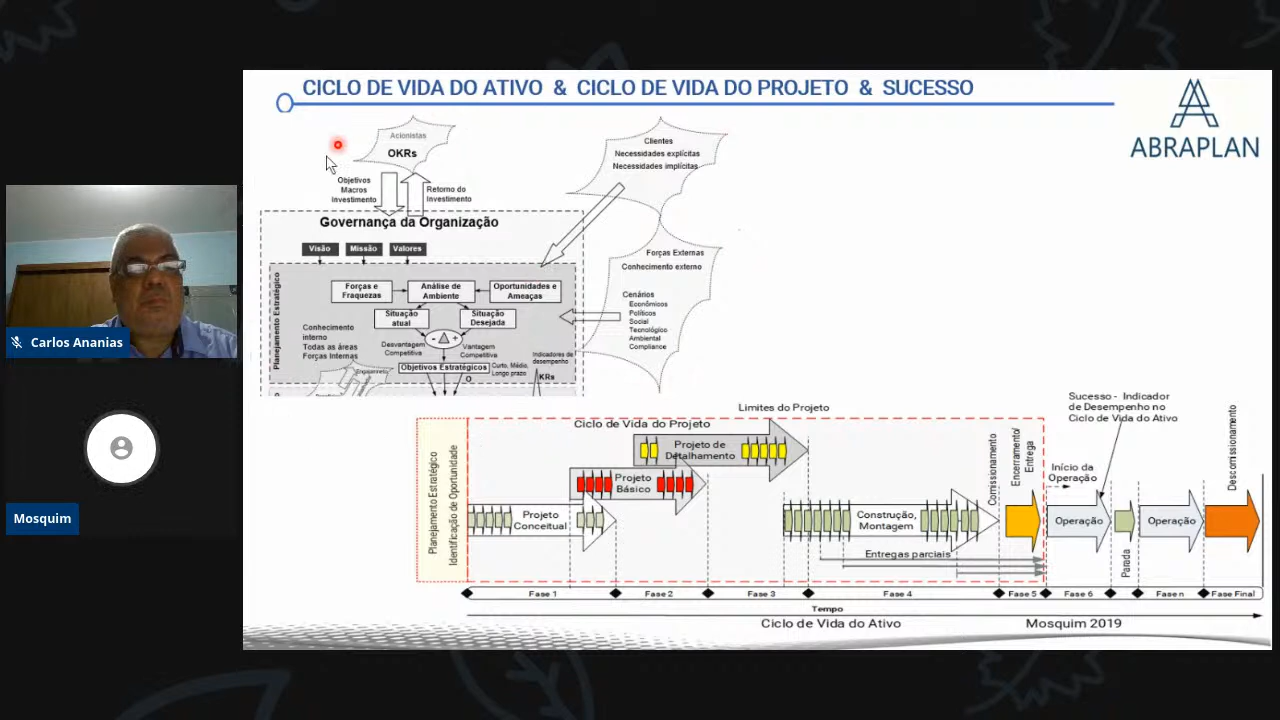 CICLO DE VIDA DO ATIVO & CICLO DE VIDA DO PROJETO & SUCESSO
ABRAPLAN
Acionistas
OKRs
Objetivos
Macros
Investimento
Retorno do
Investimento
Clientes
Necessidades explícitas
Necessidades implícitas
Governança da Organização
Visão
Missão
Valores
Planejamento Estratégico
Forças e
Fraquezas
Análise de
Ambiente
Oportunidades e
Ameaças
Situação
atual
Situação
Desejada
Conhecimento
interno
Todas as áreas
Forças Internas
Desvantagem
Competitiva
- △ +
Vantagem
Competitiva
Objetivos Estratégicos
Curto, Médio,
Longo prazo
Indicadores de
desempenho
O
KRs
Forças Externas
Conhecimento externo
Cenários
Econômicos
Políticos
Social
Tecnológico
Ambiental
Compliance
Carlos Ananias
Mosquim
Limites do Projeto
Ciclo de Vida do Projeto
Planejamento Estratégico
Identificação de Oportunidade
Projeto
Conceitual
Projeto
Básico
Projeto de
Detalhamento
Construção,
Montagem
Entregas parciais
Comissionamento
Encerramento/
Entrega
Início da
Operação
Sucesso - Indicador
de Desempenho no
Ciclo de Vida do Ativo
Operação
Parada
Operação
Descomissionamento
Fase 1
Fase 2
Fase 3
Fase 4
Fase 5
Fase 6
Fase n
Fase Final
Tempo
Ciclo de Vida do Ativo
Mosquim 2019